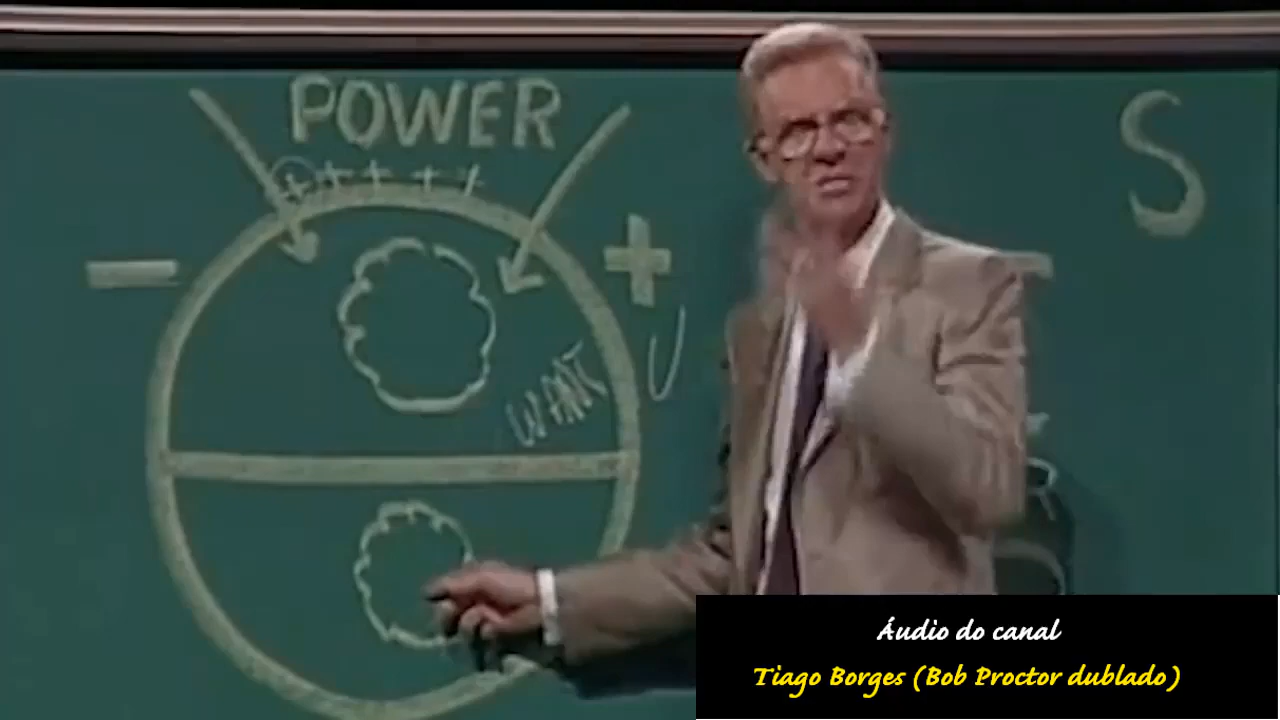 POWER
+ + + + +
S
− +
WANT
U
Áudio do canal
Tiago Borges (Bob Proctor dublado)